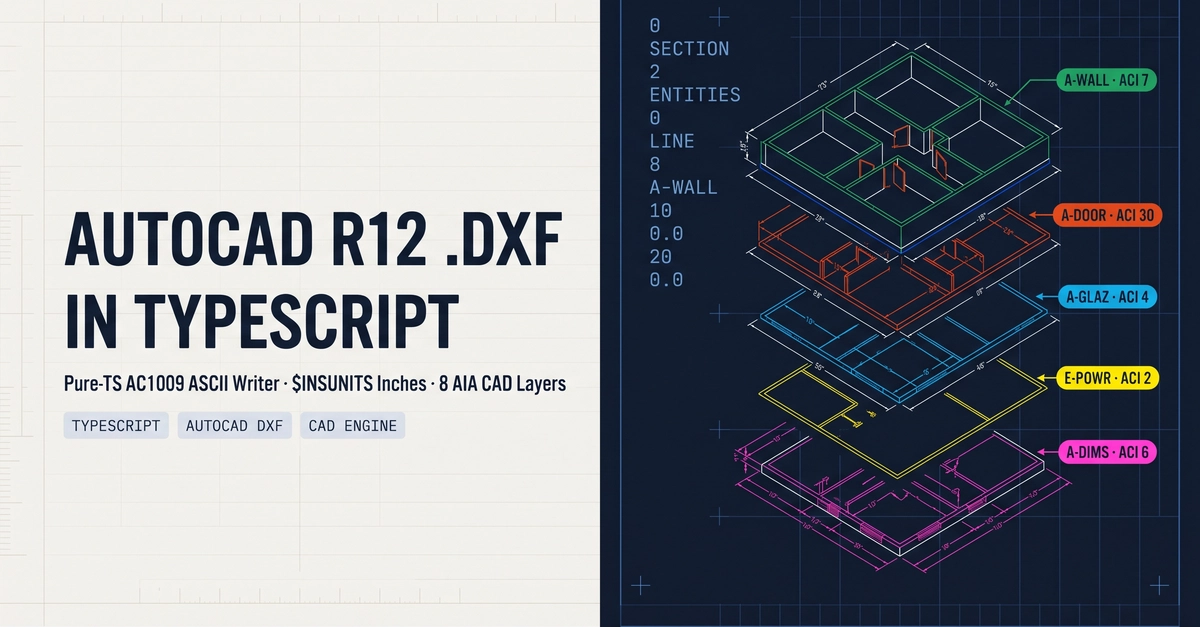 AUTOCAD R12 .DXF
IN TYPESCRIPT
Pure-TS AC1009 ASCII Writer · $INSUNITS Inches · 8 AIA CAD Layers
TYPESCRIPT
AUTOCAD DXF
CAD ENGINE
0
SECTION
2
ENTITIES
0
LINE
8
A-WALL
10
0.0
20
0.0
A-WALL · ACI 7
A-DOOR · ACI 30
A-GLAZ · ACI 4
E-POWR · ACI 2
A-DIMS · ACI 6